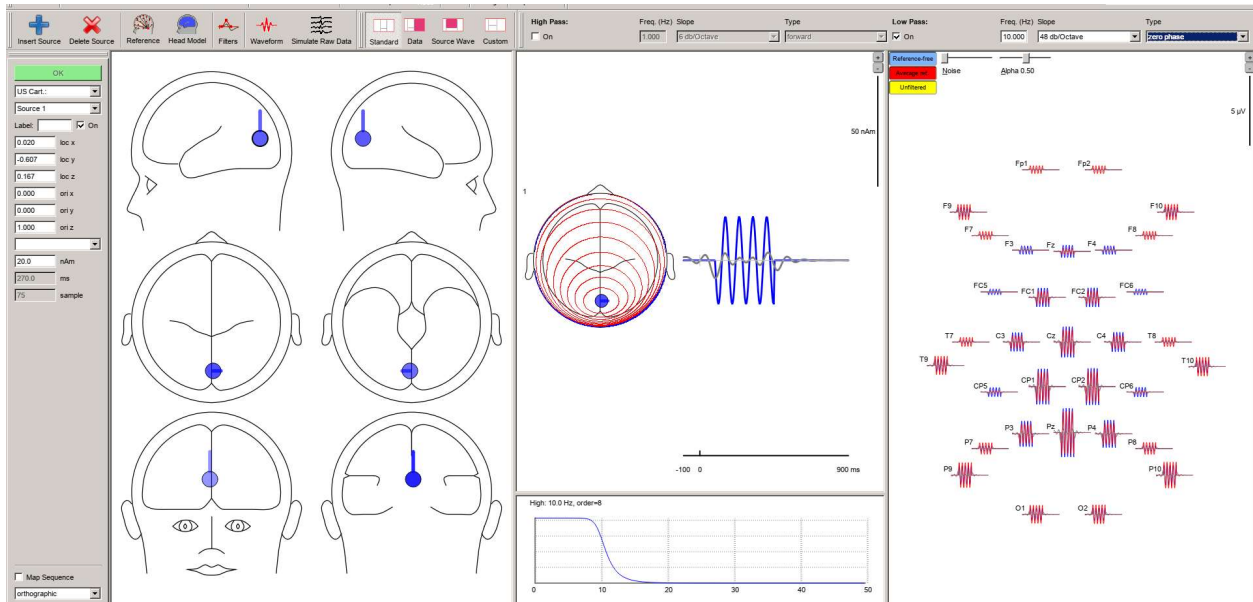 High Pass: Freq. (Hz) Slope Type Low Pass: Freq. (Hz) Slope Type
On 1.000 6 db/Octave forward On 10.000 48 db/Octave zero phase
Insert Source Delete Source Reference Head Model Filters Waveform Simulate Raw Data Standard Data Source Wave Custom
OK
US Cart.:
Source 1
Label: On
0.020 loc x
-0.607 loc y
0.167 loc z
0.000 ori x
0.000 ori y
1.000 ori z
20.0 nAm
270.0 ms
75 sample
Map Sequence
orthographic
50 nAm
1
-100 0 900 ms
High: 10.0 Hz, order=8
0 10 20 30 40 50
Reference-free
Average ref.
Unfiltered
Noise Alpha 0.50
5 µV
Fp1 Fp2
F9 F10
F7 F8
F3 Fz F4
FC5 FC1 FC2 FC6
T7 C3 Cz C4 T8
T9 T10
CP5 CP1 CP2 CP6
P3 Pz P4
P7 P8
P9 P10
O1 O2